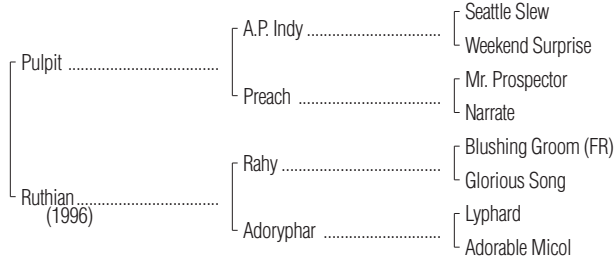 Seattle Slew
A.P. Indy ................................
Weekend Surprise
Pulpit ....................................
Mr. Prospector
Preach ..................................
Narrate
Blushing Groom (FR)
Rahy ......................................
Glorious Song
Ruthian..................................
(1996)
Lyphard
Adoryphar ............................
Adorable Micol